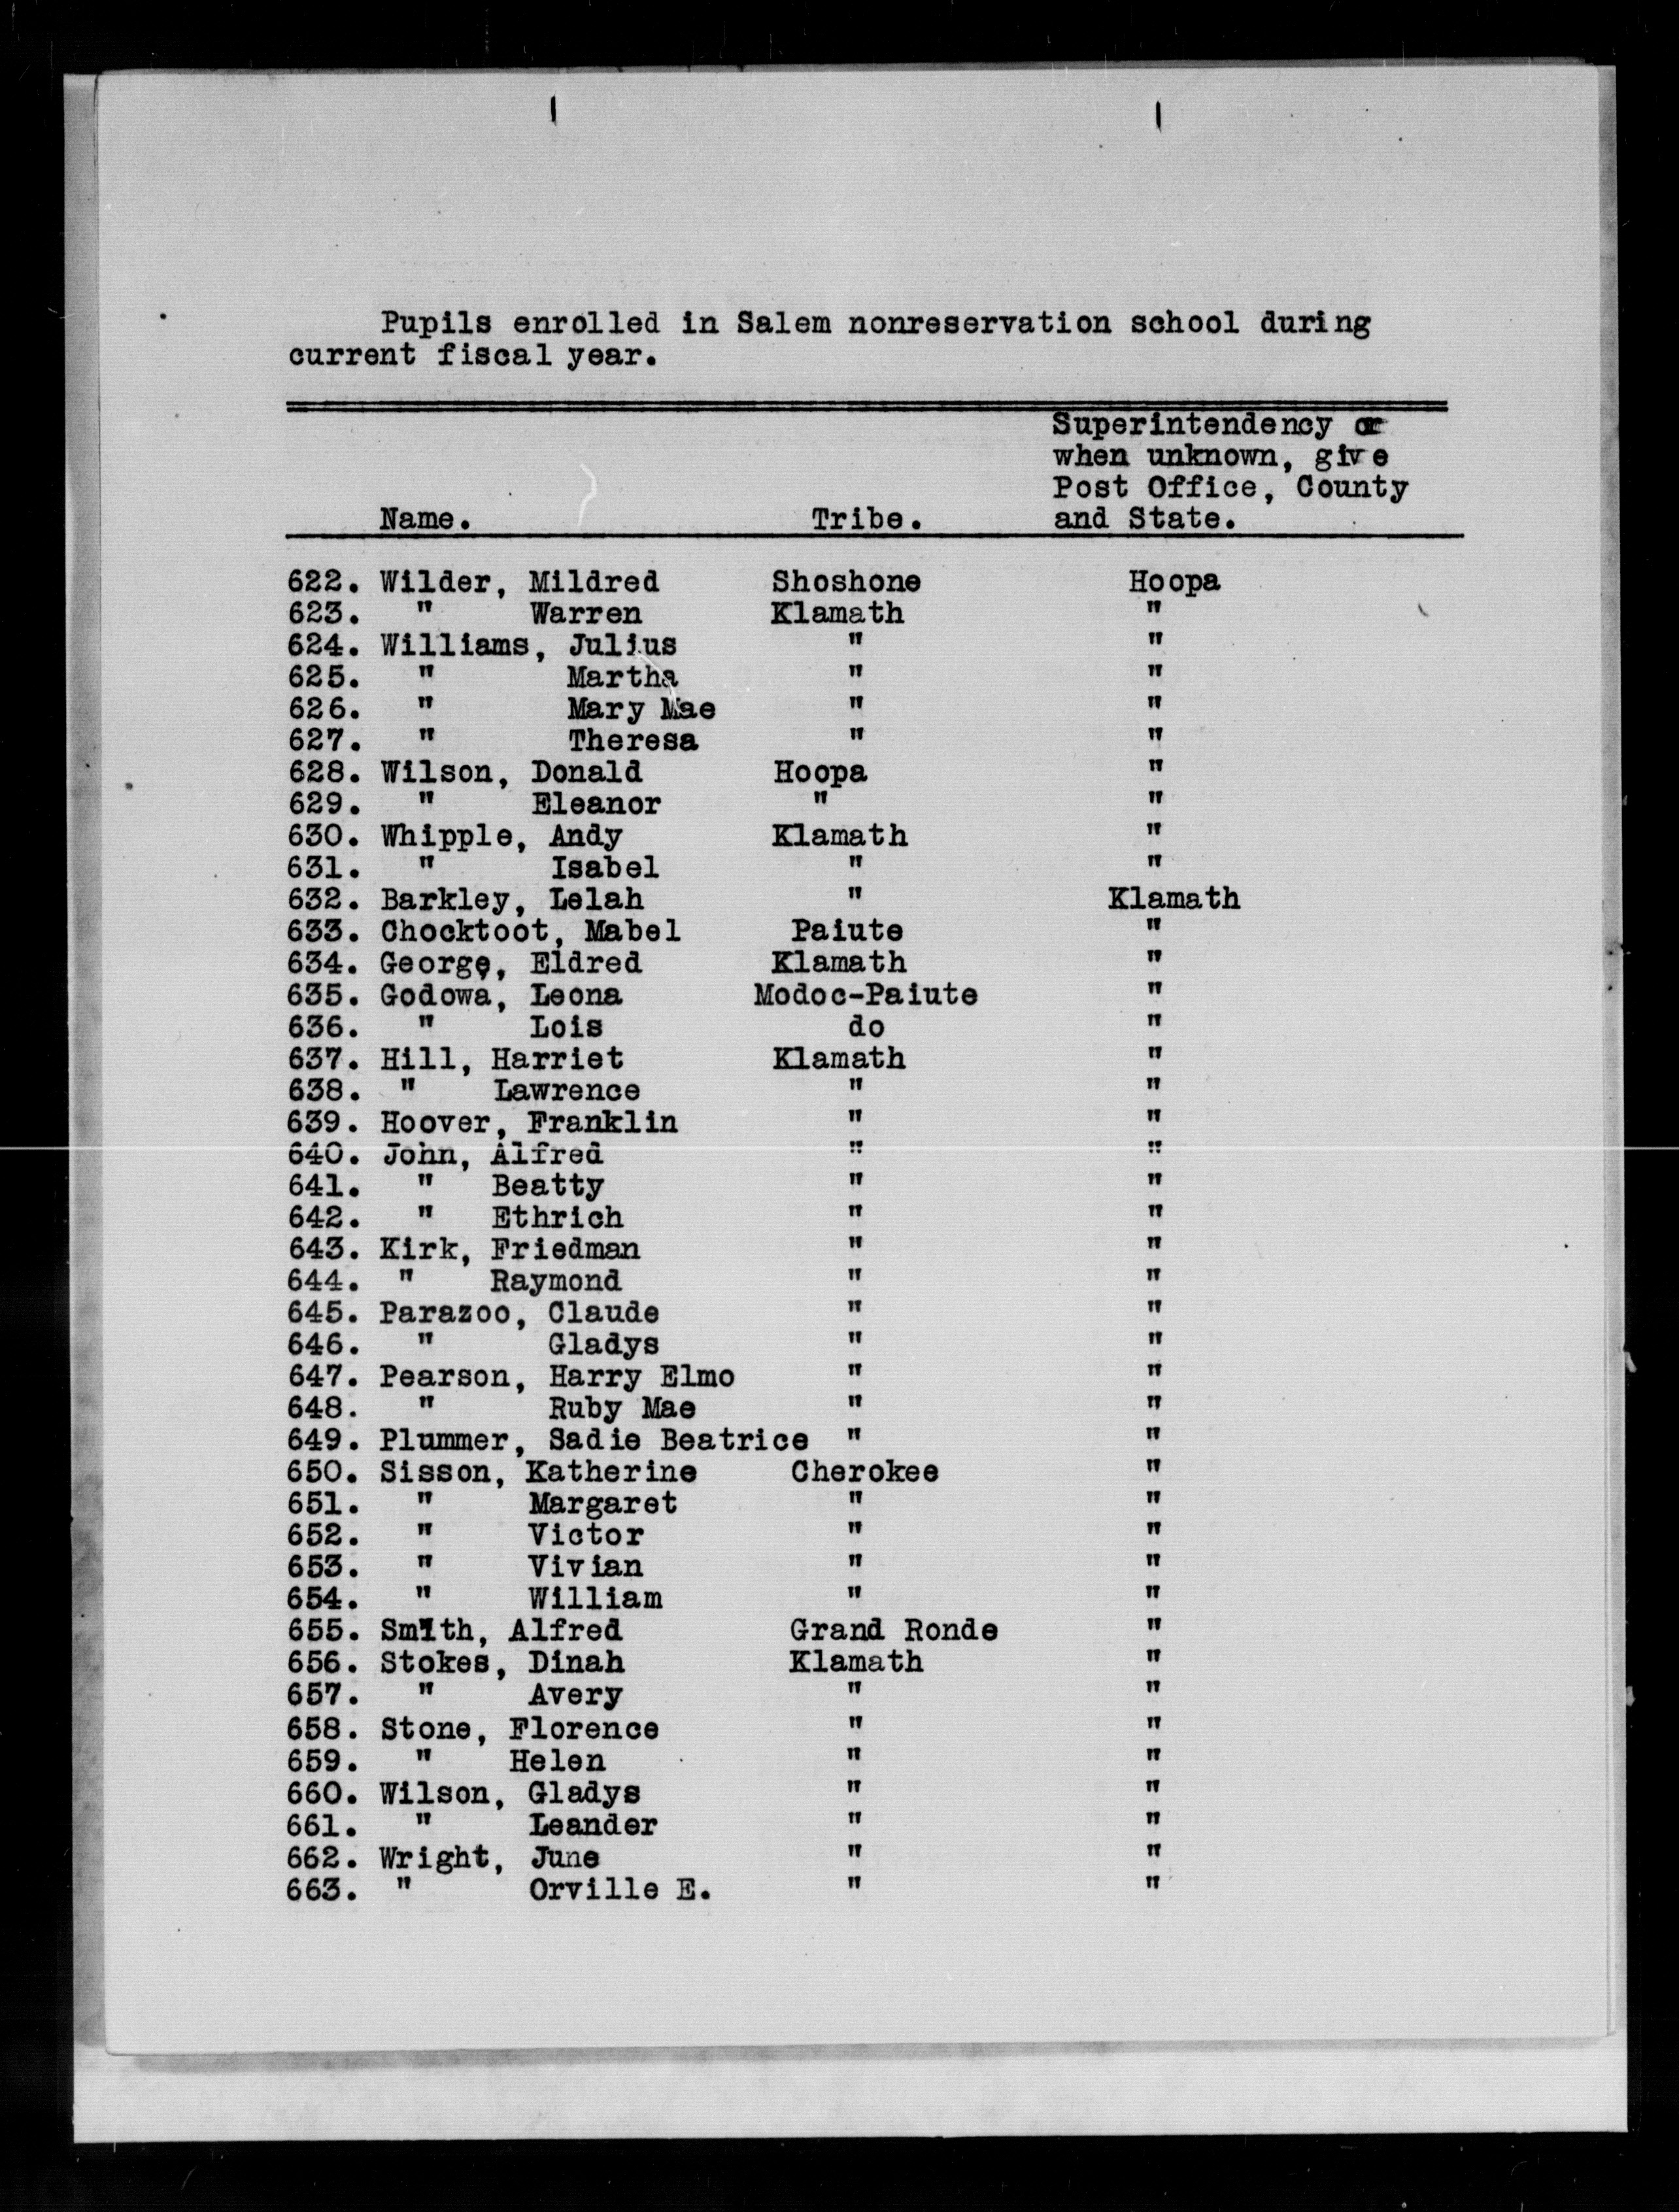 Pupils enrolled in Salem nonreservation school during
current fiscal year.
Superintendency or
when unknown, give
Post Office, County
Name. Tribe. and State.
622. Wilder, Mildred Shoshone Hoopa
623. " Warren Klamath "
624. Williams, Julius " "
625. " Martha " "
626. " Mary Mae " "
627. " Theresa " "
628. Wilson, Donald Hoopa "
629. " Eleanor " "
630. Whipple, Andy Klamath "
631. " Isabel " "
632. Barkley, Lelah " Klamath
633. Chocktoot, Mabel Paiute "
634. George, Eldred Klamath "
635. Godowa, Leona Modoc-Paiute "
636. " Lois do "
637. Hill, Harriet Klamath "
638. " Lawrence " "
639. Hoover, Franklin " "
640. John, Alfred " "
641. " Beatty " "
642. " Ethrich " "
643. Kirk, Friedman " "
644. " Raymond " "
645. Parazoo, Claude " "
646. " Gladys " "
647. Pearson, Harry Elmo " "
648. " Ruby Mae " "
649. Plummer, Sadie Beatrice " "
650. Sisson, Katherine Cherokee "
651. " Margaret " "
652. " Victor " "
653. " Vivian " "
654. " William " "
655. Smith, Alfred Grand Ronde "
656. Stokes, Dinah Klamath "
657. " Avery " "
658. Stone, Florence " "
659. " Helen " "
660. Wilson, Gladys " "
661. " Leander " "
662. Wright, June " "
663. " Orville E. " "